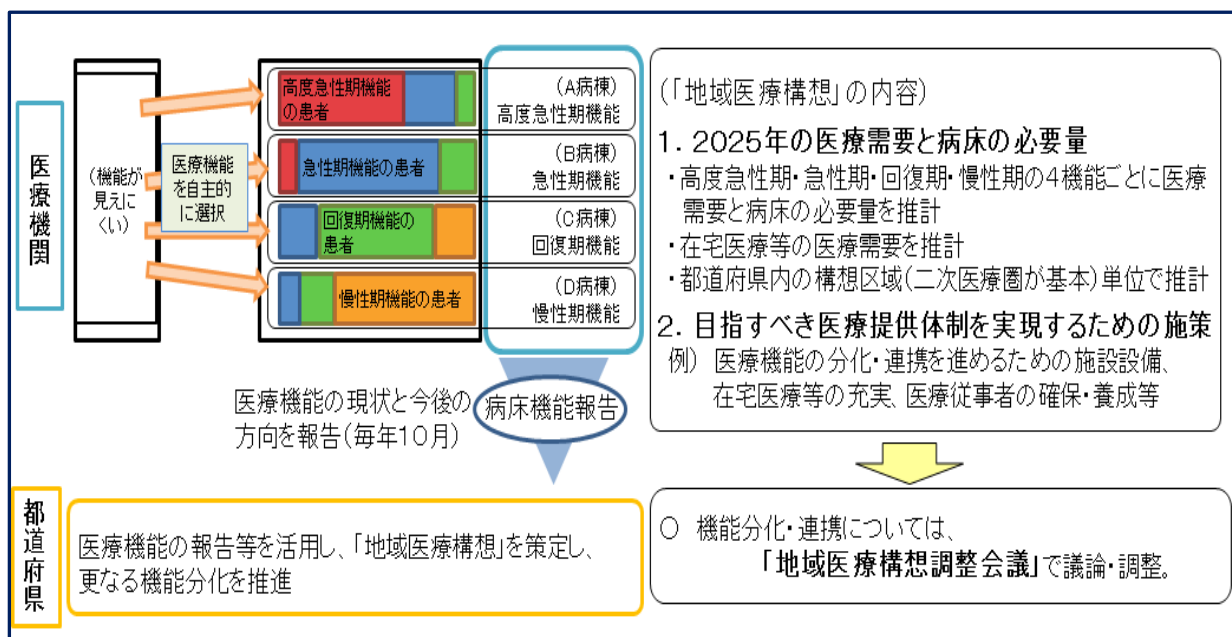 医療機関
(機能が
見えに
くい)
医療機能
を自主的
に選択
高度急性期機能
の患者
急性期機能の患者
回復期機能の
患者
慢性期機能の患者
(A病棟)
高度急性期機能
(B病棟)
急性期機能
(C病棟)
回復期機能
(D病棟)
慢性期機能
医療機能の現状と今後の
方向を報告(毎年10月)
病床機能報告
(「地域医療構想」の内容)
1. 2025年の医療需要と病床の必要量
・高度急性期・急性期・回復期・慢性期の4機能ごとに医療
需要と病床の必要量を推計
・在宅医療等の医療需要を推計
・都道府県内の構想区域(二次医療圏が基本)単位で推計
2. 目指すべき医療提供体制を実現するための施策
例) 医療機能の分化・連携を進めるための施設設備、
在宅医療等の充実、医療従事者の確保・養成等
都道府県
医療機能の報告等を活用し、「地域医療構想」を策定し、
更なる機能分化を推進
○ 機能分化・連携については、
「地域医療構想調整会議」で議論・調整。